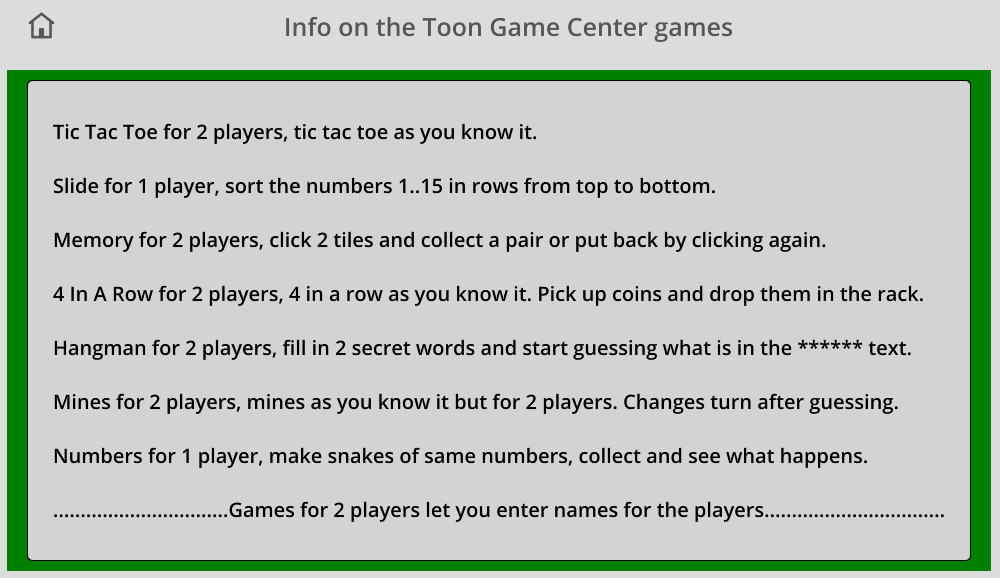 Info on the Toon Game Center games
Tic Tac Toe for 2 players, tic tac toe as you know it.
Slide for 1 player, sort the numbers 1..15 in rows from top to bottom.
Memory for 2 players, click 2 tiles and collect a pair or put back by clicking again.
4 In A Row for 2 players, 4 in a row as you know it. Pick up coins and drop them in the rack.
Hangman for 2 players, fill in 2 secret words and start guessing what is in the ****** text.
Mines for 2 players, mines as you know it but for 2 players. Changes turn after guessing.
Numbers for 1 player, make snakes of same numbers, collect and see what happens.
................................Games for 2 players let you enter names for the players.................................